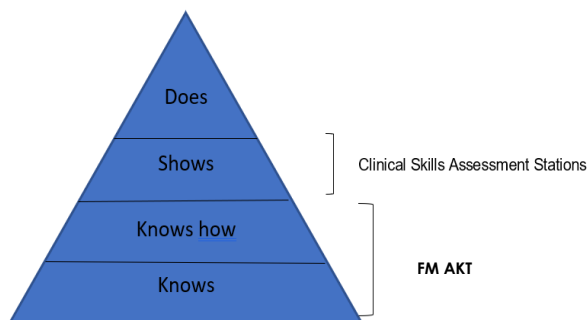 Does
Shows
Clinical Skills Assessment Stations
Knows how
FM AKT
Knows